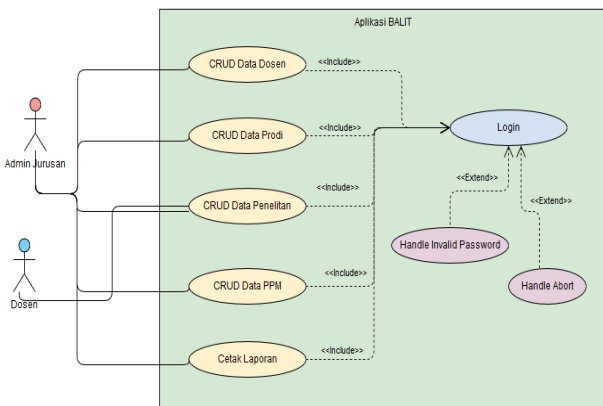 Aplikasi BALIT
CRUD Data Dosen
<<Include>>
Admin Jurusan
CRUD Data Prodi
<<Include>>
Login
<<Extend>>
<<Extend>>
CRUD Data Penelitan
<<Include>>
Handle Invalid Password
Dosen
CRUD Data PPM
<<Include>>
Handle Abort
Cetak Laporan
<<Include>>